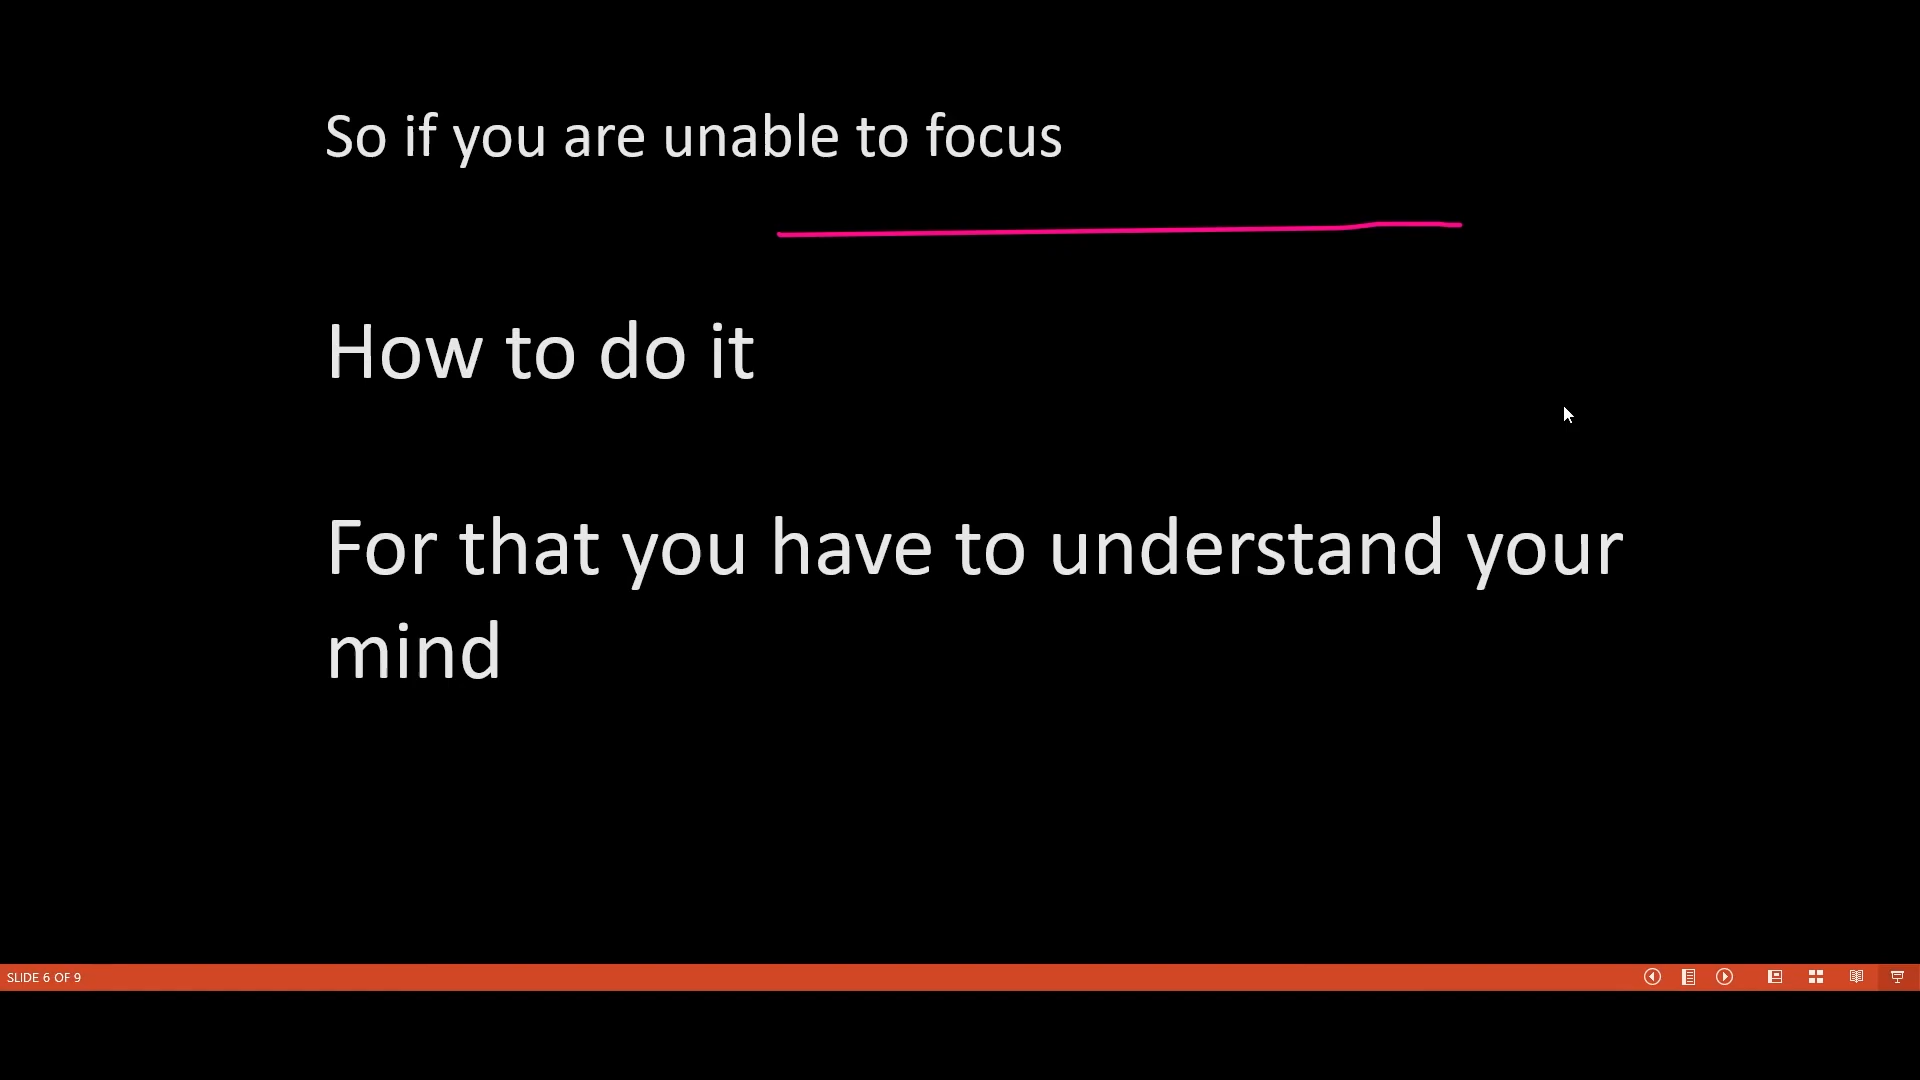 So if you are unable to focus
How to do it
For that you have to understand your
mind
SLIDE 6 OF 9